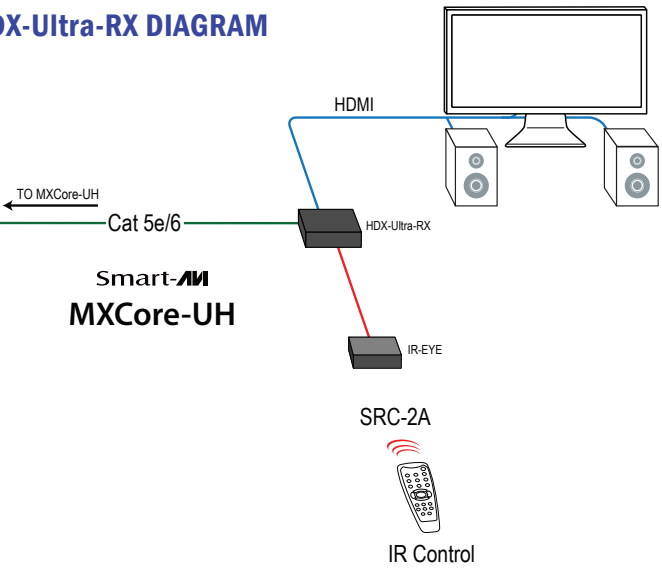 DX-Ultra-RX DIAGRAM
HDMI
TO MXCore-UH
Cat 5e/6
HDX-Ultra-RX
Smart-AVI
MXCore-UH
IR-EYE
SRC-2A
IR Control